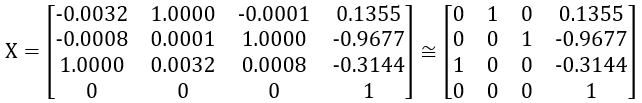 X = [-0.0032 1.0000 -0.0001 0.1355
-0.0008 0.0001 1.0000 -0.9677
1.0000 0.0032 0.0008 -0.3144
0 0 0 1] ≅ [0 1 0 0.1355
0 0 1 -0.9677
1 0 0 -0.3144
0 0 0 1]